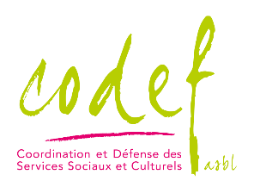 codef
Coordination et Défense des
Services Sociaux et Culturels
asbl